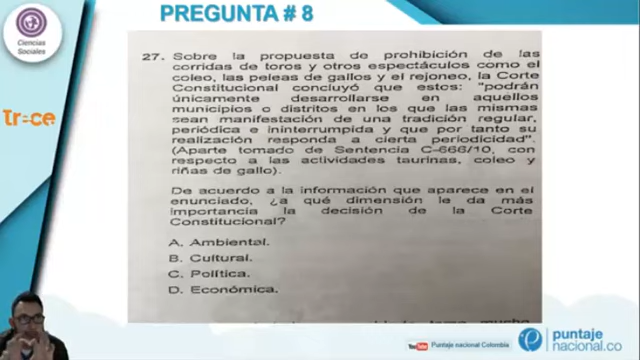 PREGUNTA # 8
Ciencias
Sociales
Tr=ce
27. Sobre la propuesta de prohibición de las
corridas de toros y otros espectáculos como el
coleo, las peleas de gallos y el rejoneo, la Corte
Constitucional concluyó que estos: "podrán
únicamente desarrollarse en aquellos
municipios o distritos en los que las mismas
sean manifestación de una tradición regular,
periódica e ininterrumpida y que por tanto su
realización responda a cierta periodicidad".
(Aparte tomado de Sentencia C-666/10, con
respecto a las actividades taurinas, coleo y
riñas de gallo).
De acuerdo a la información que aparece en el
enunciado, ¿a qué dimensión le da más
importancia la decisión de la Corte
Constitucional?
A. Ambiental.
B. Cultural.
C. Política.
D. Económica.
YouTube Puntaje nacional Colombia
puntaje
nacional.co